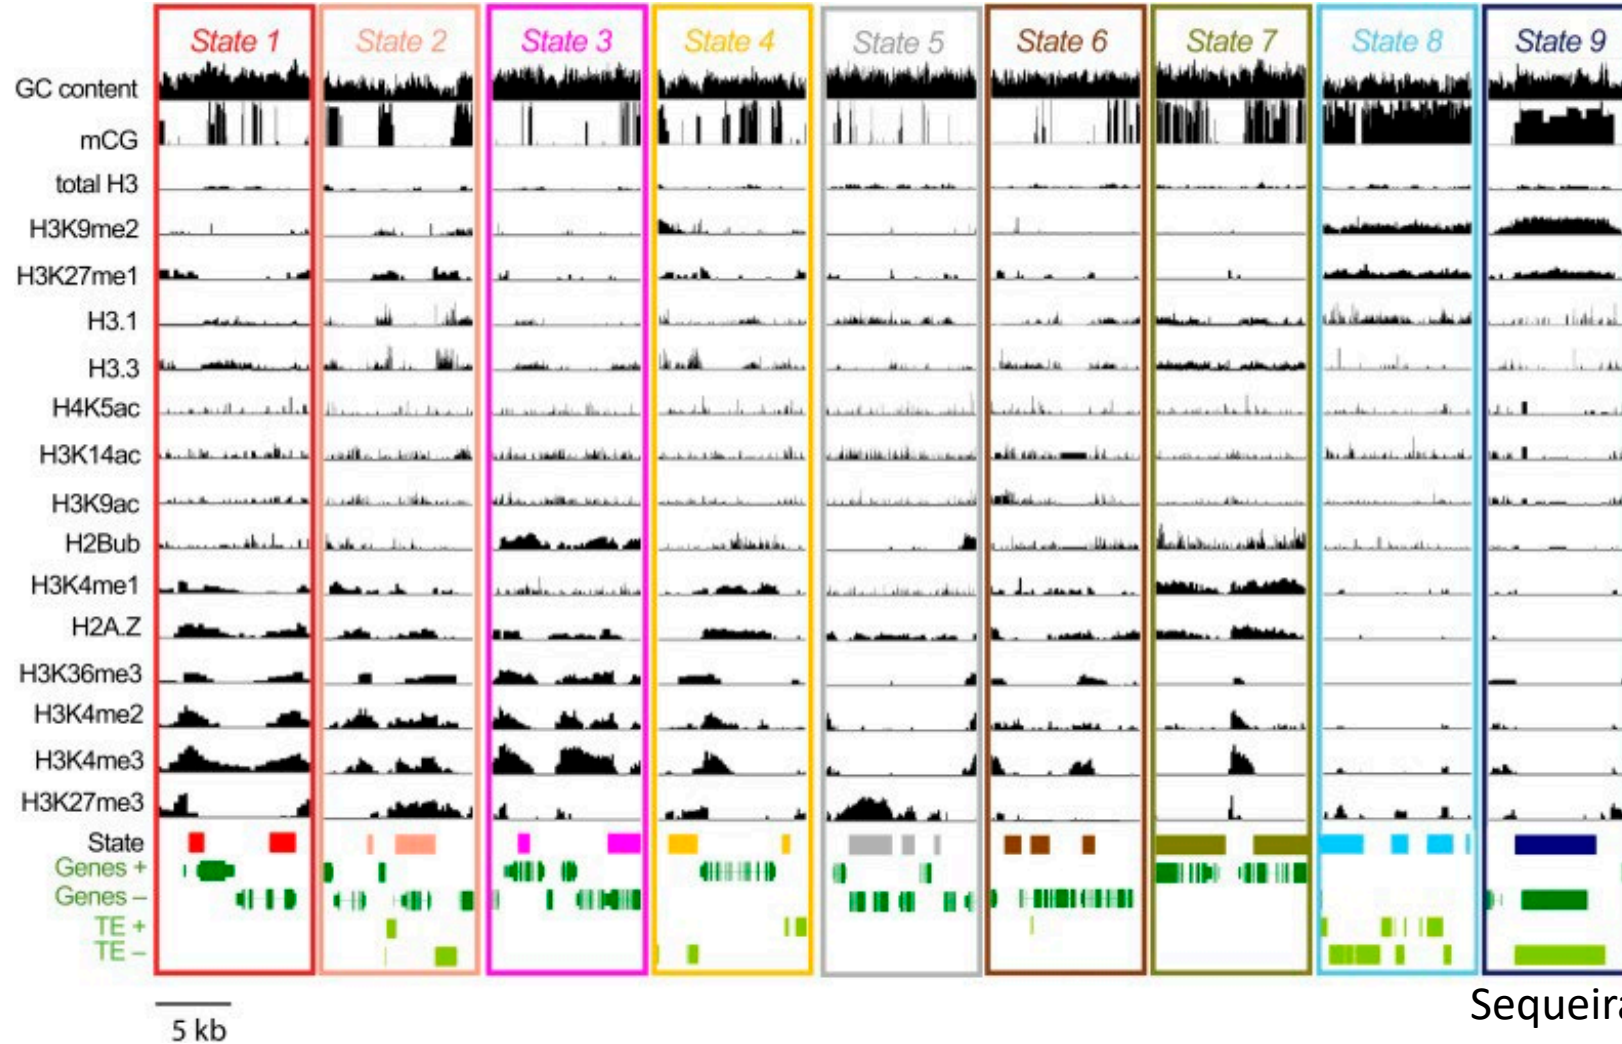 State 1 State 2 State 3 State 4 State 5 State 6 State 7 State 8 State 9
GC content
mCG
total H3
H3K9me2
H3K27me1
H3.1
H3.3
H4K5ac
H3K14ac
H3K9ac
H2Bub
H3K4me1
H2A.Z
H3K36me3
H3K4me2
H3K4me3
H3K27me3
State
Genes +
Genes –
TE +
TE –
Sequeira
5 kb